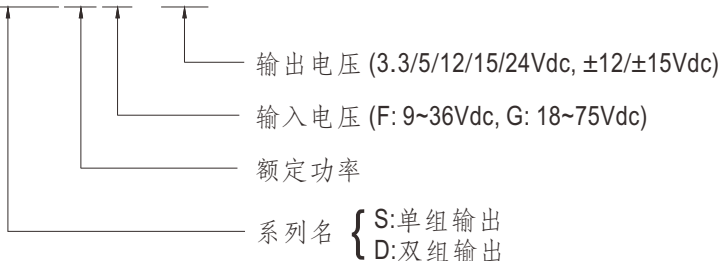 输出电压 (3.3/5/12/15/24Vdc, ±12/±15Vdc)
输入电压 (F: 9~36Vdc, G: 18~75Vdc)
额定功率
系列名 { S:单组输出
D:双组输出